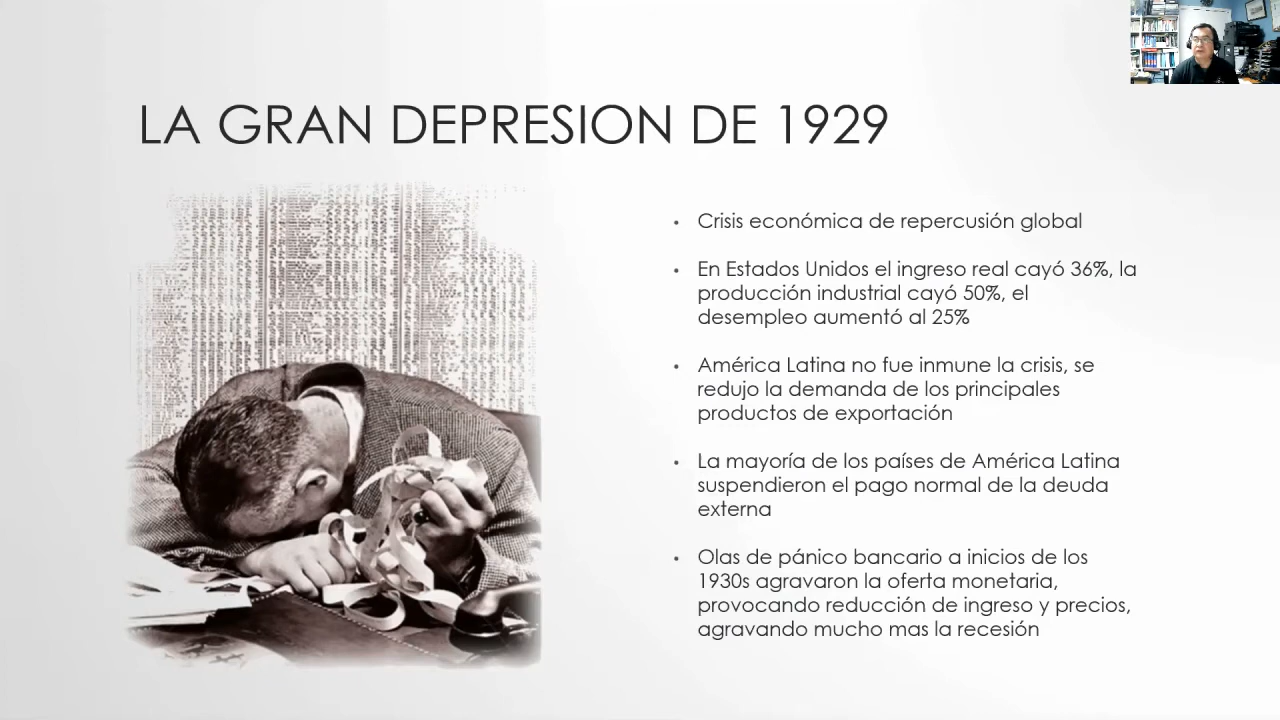 LA GRAN DEPRESION DE 1929
• Crisis económica de repercusión global
• En Estados Unidos el ingreso real cayó 36%, la
producción industrial cayó 50%, el
desempleo aumentó al 25%
• América Latina no fue inmune la crisis, se
redujo la demanda de los principales
productos de exportación
• La mayoría de los países de América Latina
suspendieron el pago normal de la deuda
externa
• Olas de pánico bancario a inicios de los
1930s agravaron la oferta monetaria,
provocando reducción de ingreso y precios,
agravando mucho mas la recesión